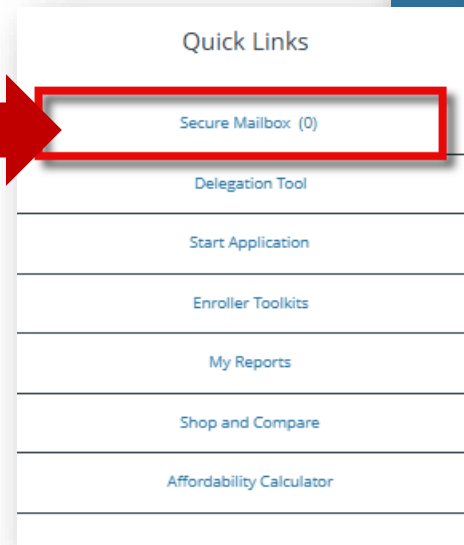 Quick Links
Secure Mailbox (0)
Delegation Tool
Start Application
Enroller Toolkits
My Reports
Shop and Compare
Affordability Calculator